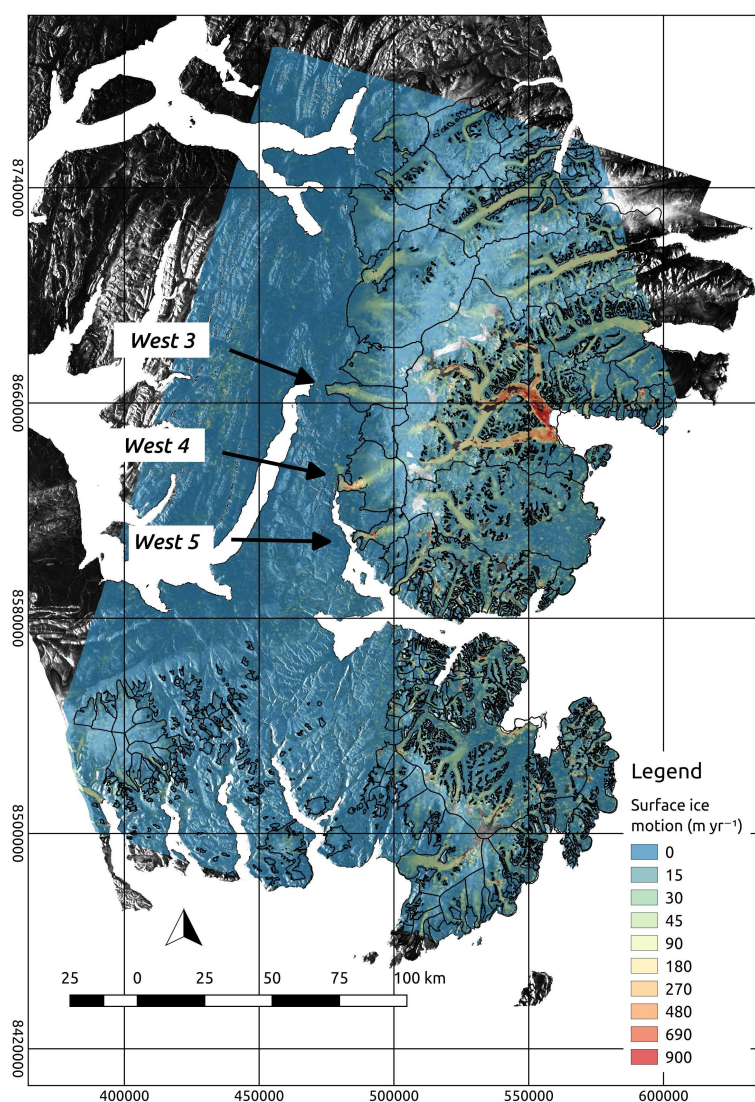 8740000
West 3
8690000
West 4
West 5
8580000
Legend
Surface ice
motion (m yr⁻¹)
0
15
30
45
90
180
270
480
690
900
8500000
25 0 25 50 75 100 km
8420000
400000 450000 500000 550000 600000